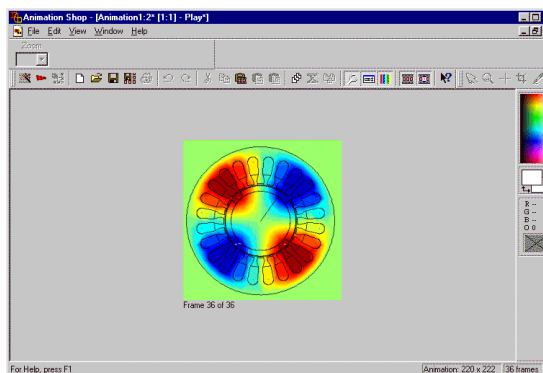 Animation Shop - [Animation1:2* [1:1] - Play*]
File Edit View Window Help
Zoom
R --
G --
B --
O 0
Frame 36 of 36
For Help, press F1
Animation: 220 x 222
36 frames